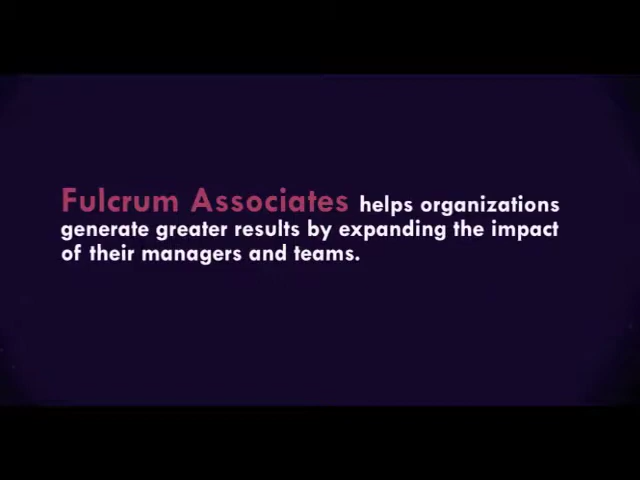 Fulcrum Associates helps organizations
generate greater results by expanding the impact
of their managers and teams.